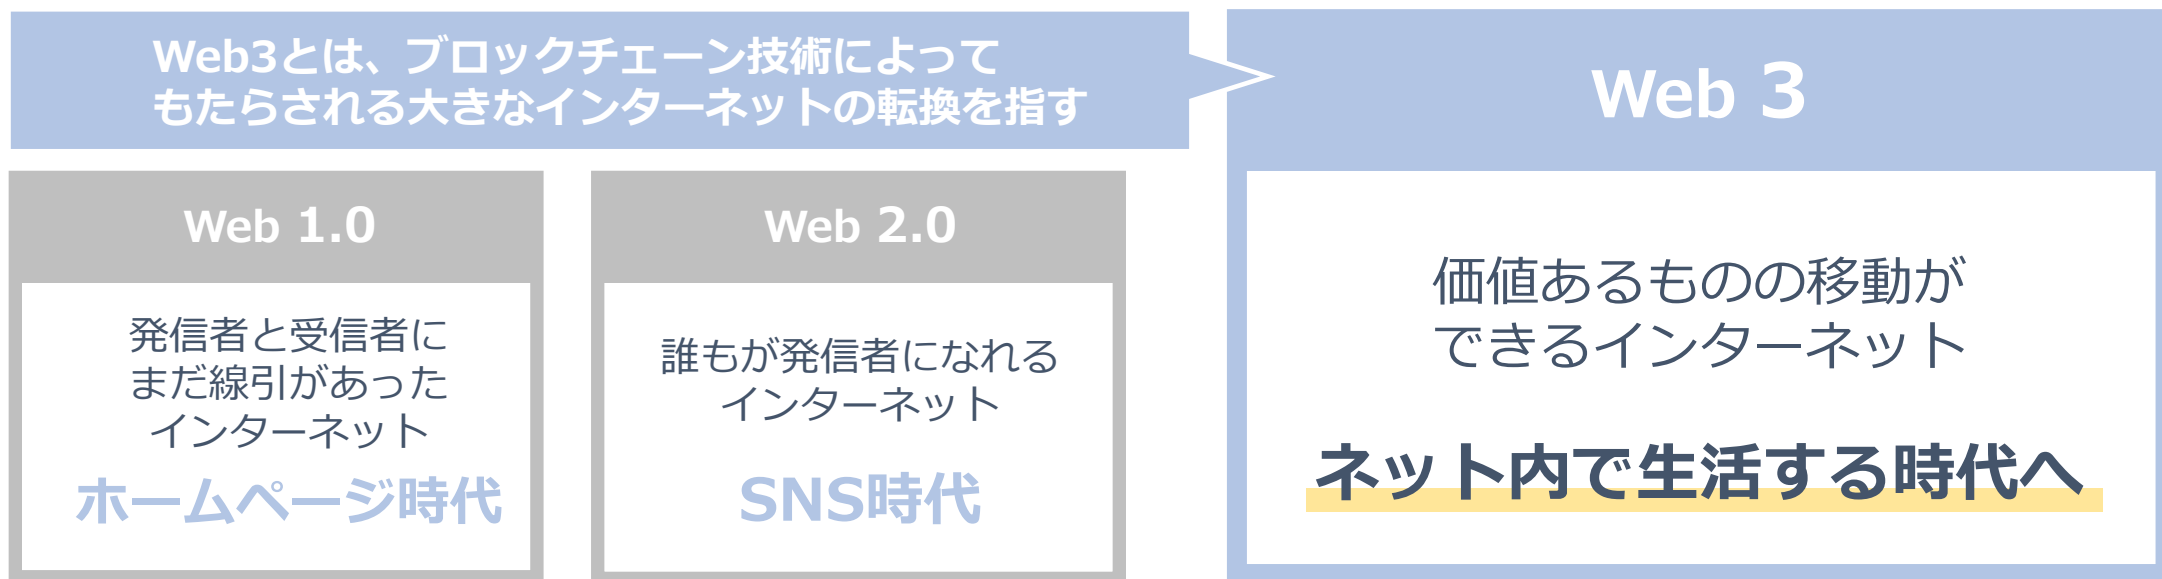 Web3とは、ブロックチェーン技術によって
もたらされる大きなインターネットの転換を指す
Web 1.0
発信者と受信者に
まだ線引があった
インターネット
ホームページ時代
Web 2.0
誰もが発信者になれる
インターネット
SNS時代
Web 3
価値あるものの移動が
できるインターネット
ネット内で生活する時代へ